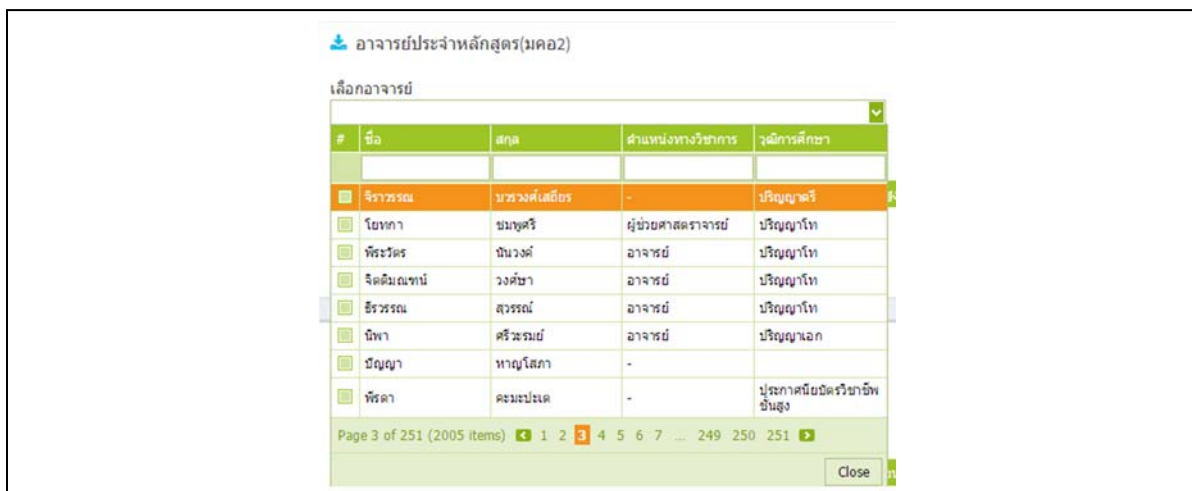 อาจารย์ประจำหลักสูตร(มคอ2)
เลือกอาจารย์
# ชื่อ สกุล ตำแหน่งทางวิชาการ วุฒิการศึกษา
จิราวรรณ บวรวงศ์เสถียร - ปริญญาตรี
โยทกา ชมพูศรี ผู้ช่วยศาสตราจารย์ ปริญญาโท
พีระวัตร นันวงค์ อาจารย์ ปริญญาโท
จิตติมณฑน์ วงศ์ษา อาจารย์ ปริญญาโท
ธีรวรรณ สุวรรณ์ อาจารย์ ปริญญาโท
นิพา ศรีวะรมย์ อาจารย์ ปริญญาเอก
ปัญญา หาญโสภา -
พีรดา คะมะปะเต - ประกาศนียบัตรวิชาชีพ
ชั้นสูง
Page 3 of 251 (2005 items) 1 2 3 4 5 6 7 ... 249 250 251
Close